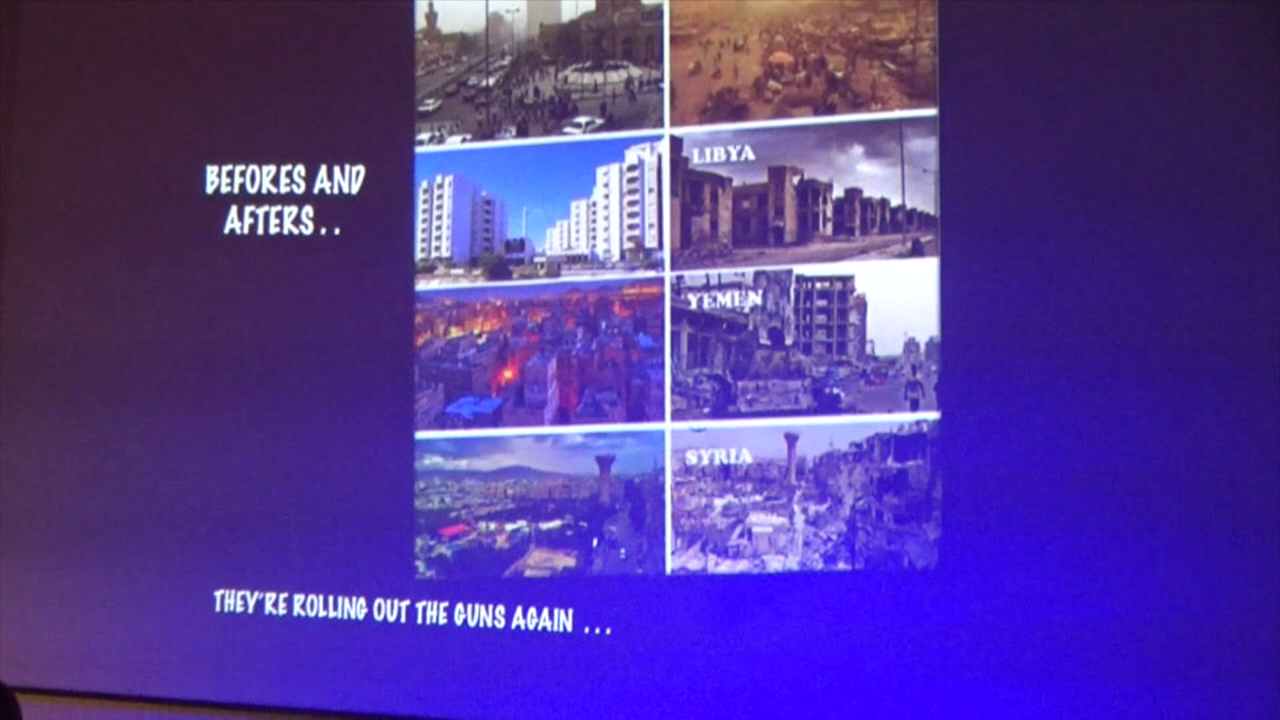 BEFORES AND
AFTERS . .
LIBYA
YEMEN
SYRIA
THEY'RE ROLLING OUT THE GUNS AGAIN ...